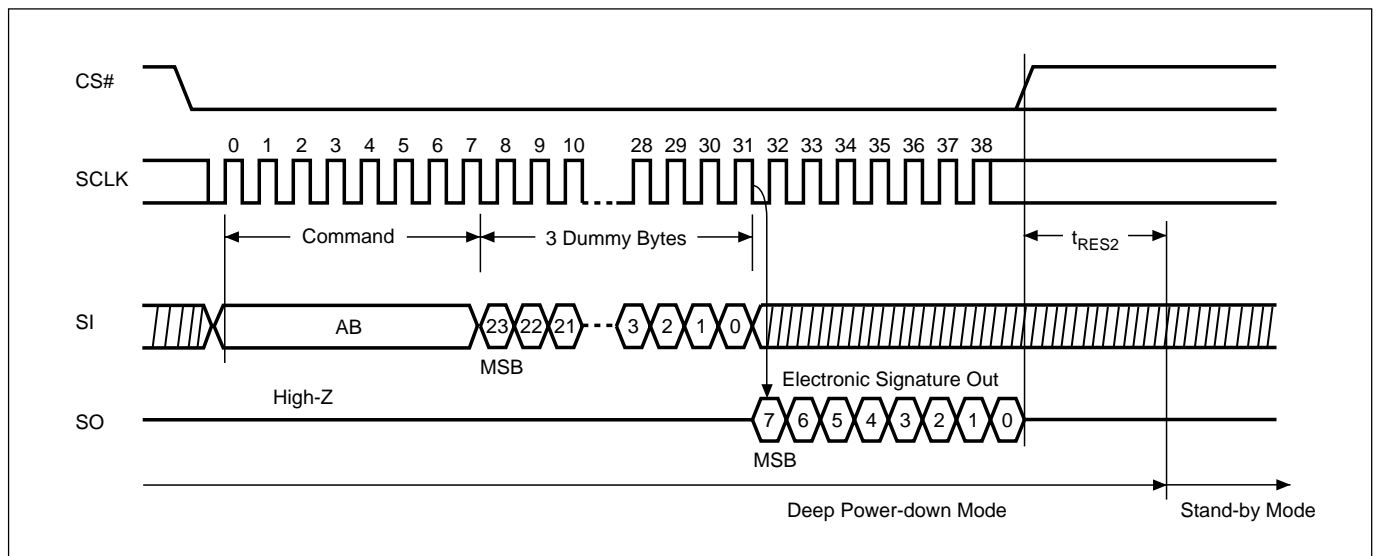 CS#
0 1 2 3 4 5 6 7 8 9 10 28 29 30 31 32 33 34 35 36 37 38
SCLK
Command 3 Dummy Bytes tRES2
SI AB 23 22 21 3 2 1 0
MSB
High-Z Electronic Signature Out
SO 7 6 5 4 3 2 1 0
MSB
Deep Power-down Mode Stand-by Mode